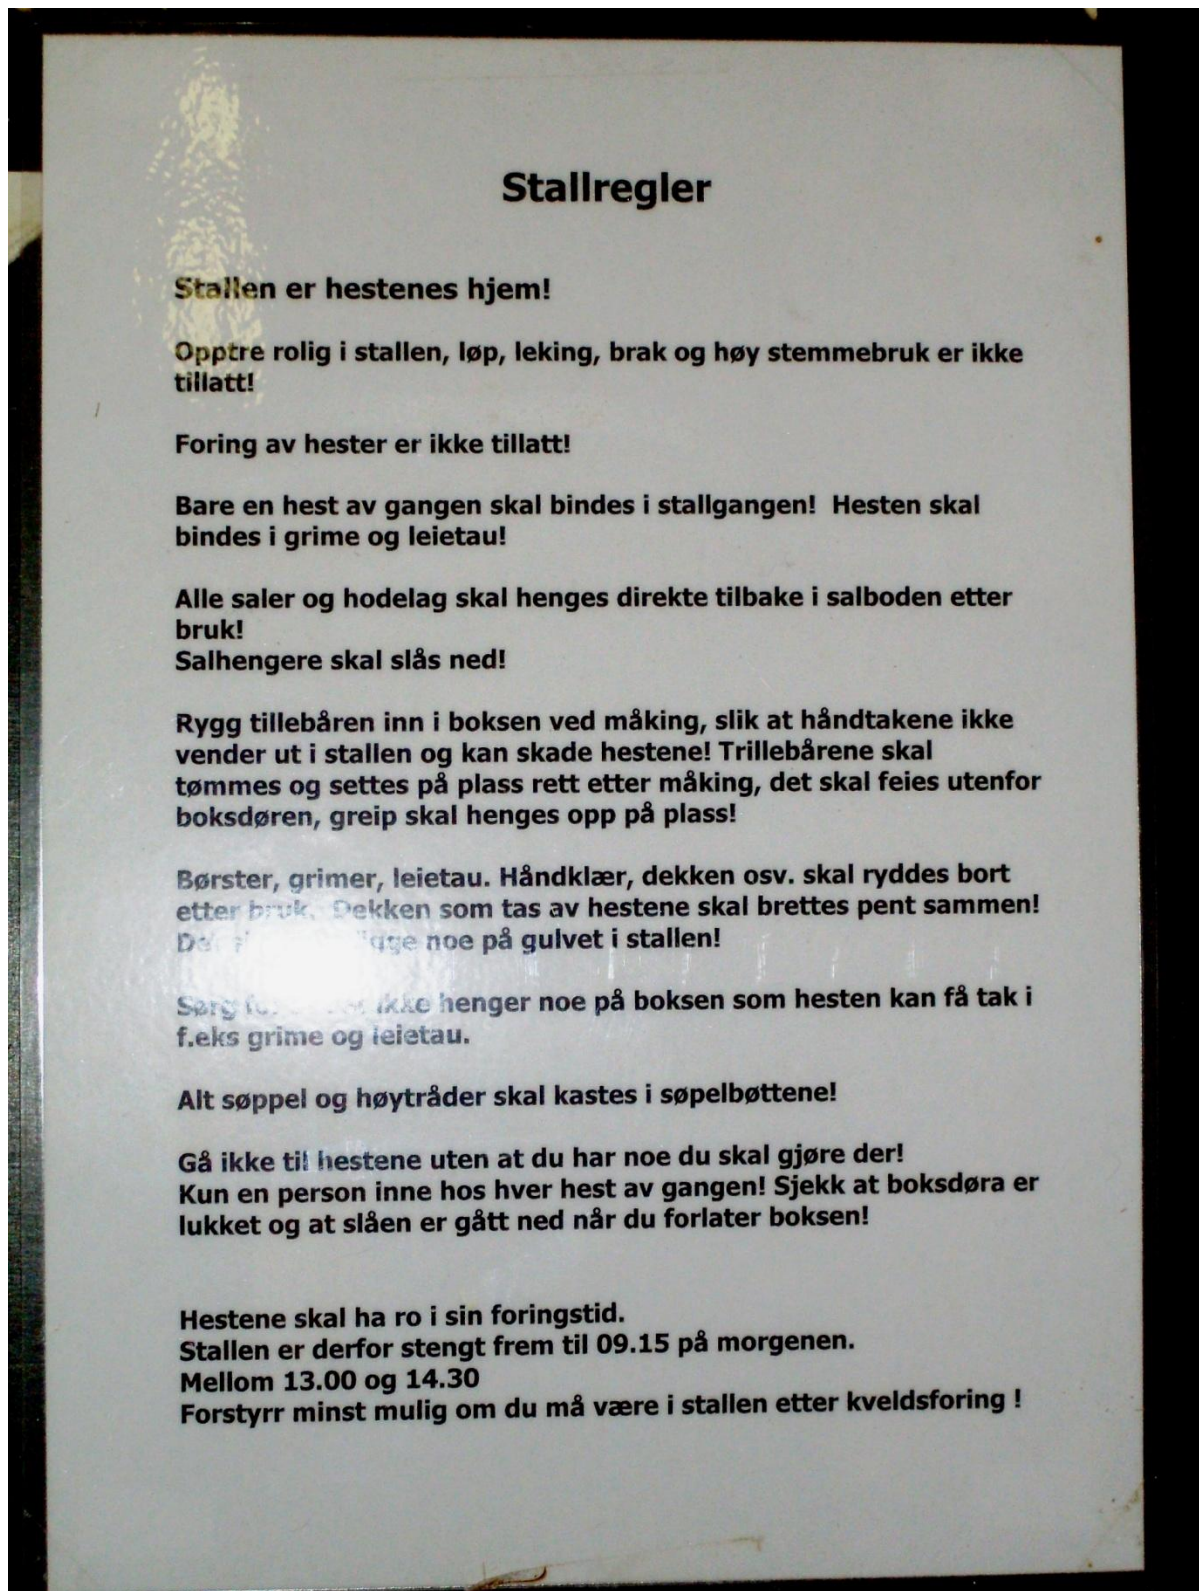 Stallregler
Stallen er hestenes hjem!
Opptre rolig i stallen, løp, leking, brak og høy stemmebruk er ikke
tillatt!
Foring av hester er ikke tillatt!
Bare en hest av gangen skal bindes i stallgangen! Hesten skal
bindes i grime og leietau!
Alle saler og hodelag skal henges direkte tilbake i salboden etter
bruk!
Salhengere skal slås ned!
Rygg tillebåren inn i boksen ved måking, slik at håndtakene ikke
vender ut i stallen og kan skade hestene! Trillebårene skal
tømmes og settes på plass rett etter måking, det skal feies utenfor
boksdøren, greip skal henges opp på plass!
Børster, grimer, leietau. Håndklær, dekken osv. skal ryddes bort
etter bruk. Dekken som tas av hestene skal brettes pent sammen!
noe på gulvet i stallen!
Sørg ikke henger noe på boksen som hesten kan få tak i
f.eks grime og leietau.
Alt søppel og høytråder skal kastes i søpelbøttene!
Gå ikke til hestene uten at du har noe du skal gjøre der!
Kun en person inne hos hver hest av gangen! Sjekk at boksdøra er
lukket og at slåen er gått ned når du forlater boksen!
Hestene skal ha ro i sin foringstid.
Stallen er derfor stengt frem til 09.15 på morgenen.
Mellom 13.00 og 14.30
Forstyrr minst mulig om du må være i stallen etter kveldsforing !